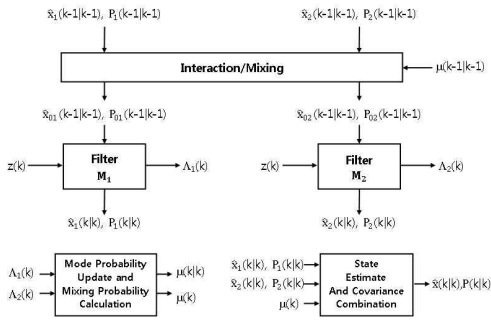 x̂₁(k-1|k-1), P₁(k-1|k-1)
x̂₂(k-1|k-1), P₂(k-1|k-1)
Interaction/Mixing
μ(k-1|k-1)
x̂₀₁(k-1|k-1), P₀₁(k-1|k-1)
x̂₀₂(k-1|k-1), P₀₂(k-1|k-1)
z(k)
Filter
M₁
Λ₁(k)
z(k)
Filter
M₂
Λ₂(k)
x̂₁(k|k), P₁(k|k)
x̂₂(k|k), P₂(k|k)
Λ₁(k)
Λ₂(k)
Mode Probability
Update and
Mixing Probability
Calculation
μ(k|k)
μ(k)
x̂₁(k|k), P₁(k|k)
x̂₂(k|k), P₂(k|k)
μ(k)
State
Estimate
And Covariance
Combination
x̂(k|k),P(k|k)